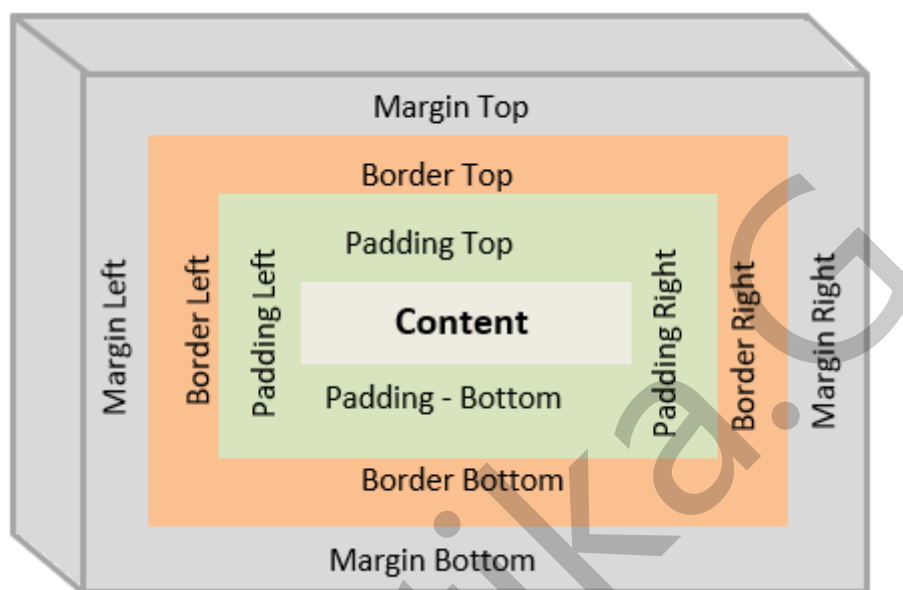 Margin Top
Border Top
Padding Top
Margin Left
Border Left
Padding Left
Content
Padding Right
Border Right
Margin Right
Padding - Bottom
Border Bottom
Margin Bottom
ika.G